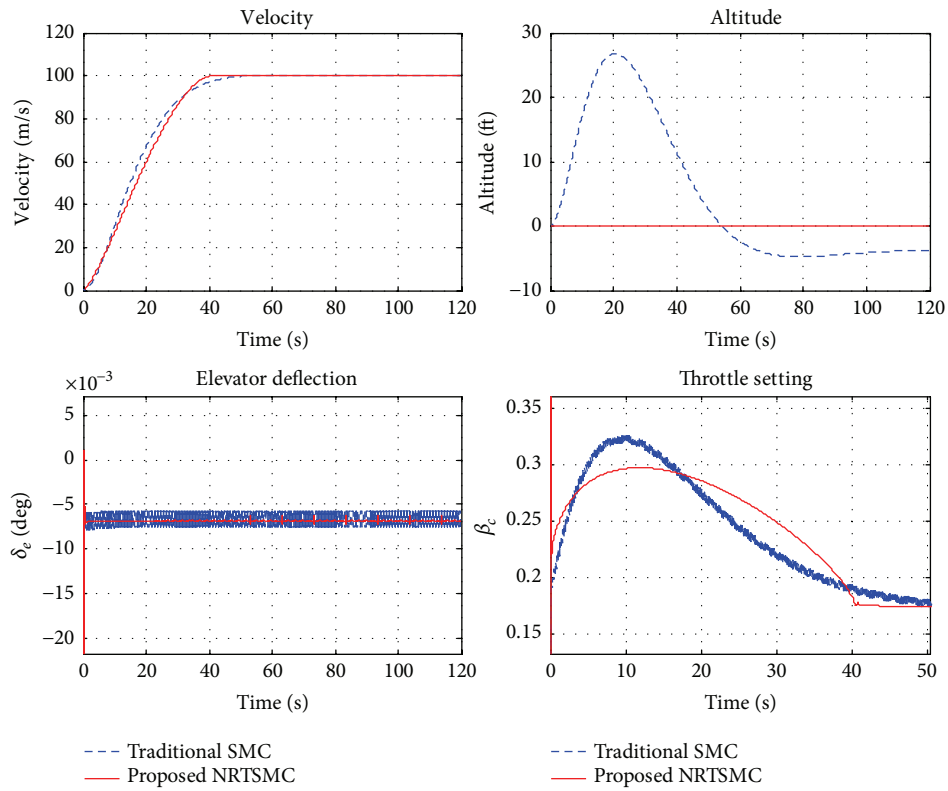 Velocity
120
100
80
60
40
20
0
Velocity (m/s)
0 20 40 60 80 100 120
Time (s)
Altitude
30
20
10
0
−10
Altitude (ft)
0 20 40 60 80 100 120
Time (s)
Elevator deflection
×10⁻³
5
0
−5
−10
−15
−20
δe (deg)
0 20 40 60 80 100 120
Time (s)
Throttle setting
0.35
0.3
0.25
0.2
0.15
βc
0 10 20 30 40 50
Time (s)
Traditional SMC
Proposed NRTSMC
Traditional SMC
Proposed NRTSMC